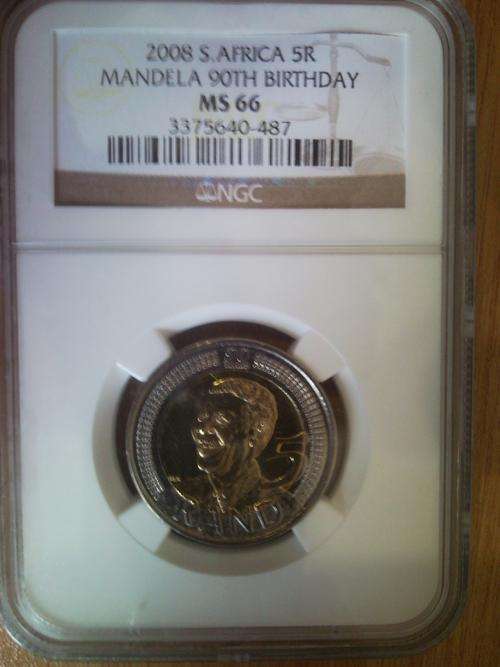 2008 S.AFRICA 5R
MANDELA 90TH BIRTHDAY
MS 66
3375640-487
NGC
5
RAND